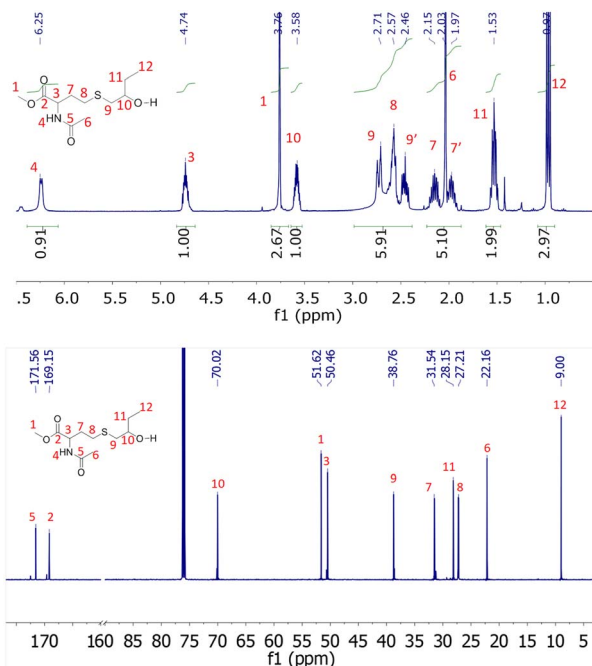 6.25 4.74 3.76 3.58 2.71 2.57 2.46 2.15 2.03 1.97 1.53 0.97
11 12
1 O 7 8 S
O 2 3 9 10 O-H
4 N H 5 6
O
1 6 12
8 11
10 9 9' 7 7'
4 3
0.91 1.00 2.67 1.00 5.91 5.10 1.99 2.97
.5 6.0 5.5 5.0 4.5 4.0 3.5 3.0 2.5 2.0 1.5 1.0
f1 (ppm)
171.56 169.15 70.02 51.62 50.46 38.76 31.54 28.15 27.21 22.16 9.00
11 12
1 O 7 8 S
O 2 3 9 10 O-H
4 N H 5 6
O
12
1 6
3 11
10 9 7 8
5 2
170 160 90 85 80 75 70 65 60 55 50 45 40 35 30 25 20 15 10 5
f1 (ppm)